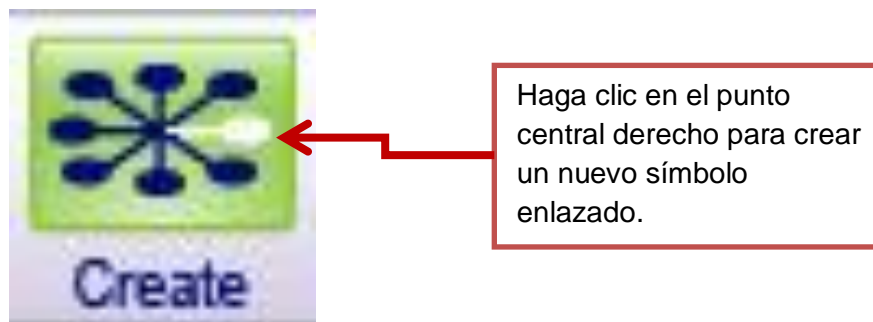 Haga clic en el punto
central derecho para crear
un nuevo símbolo
enlazado.
Create